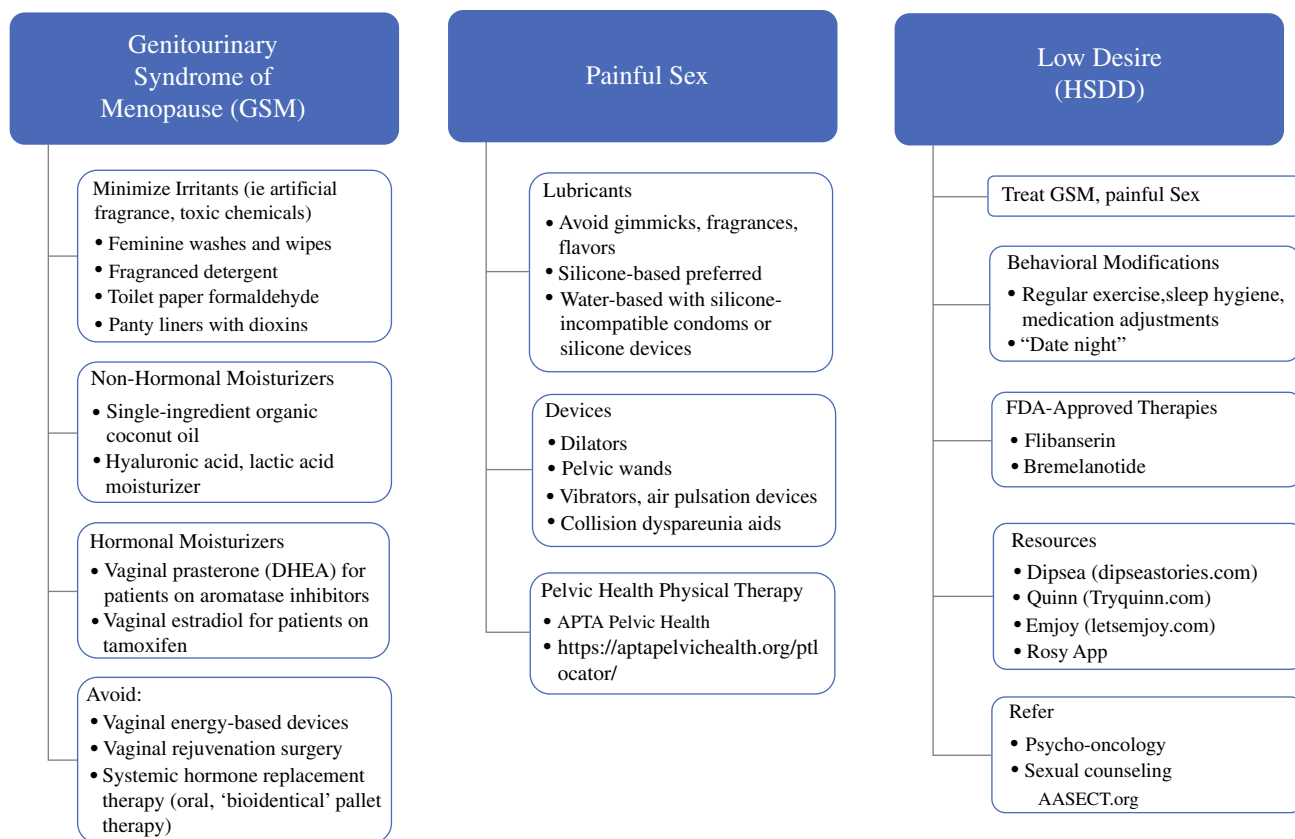 Genitourinary
Syndrome of
Menopause (GSM)
Minimize Irritants (ie artificial
fragrance, toxic chemicals)
• Feminine washes and wipes
• Fragranced detergent
• Toilet paper formaldehyde
• Panty liners with dioxins
Non-Hormonal Moisturizers
• Single-ingredient organic
coconut oil
• Hyaluronic acid, lactic acid
moisturizer
Hormonal Moisturizers
• Vaginal prasterone (DHEA) for
patients on aromatase inhibitors
• Vaginal estradiol for patients on
tamoxifen
Avoid:
• Vaginal energy-based devices
• Vaginal rejuvenation surgery
• Systemic hormone replacement
therapy (oral, ‘bioidentical’ pallet
therapy)
Painful Sex
Lubricants
• Avoid gimmicks, fragrances,
flavors
• Silicone-based preferred
• Water-based with silicone-
incompatible condoms or
silicone devices
Devices
• Dilators
• Pelvic wands
• Vibrators, air pulsation devices
• Collision dyspareunia aids
Pelvic Health Physical Therapy
• APTA Pelvic Health
• https://aptapelvichealth.org/ptl
ocator/
Low Desire
(HSDD)
Treat GSM, painful Sex
Behavioral Modifications
• Regular exercise,sleep hygiene,
medication adjustments
• “Date night”
FDA-Approved Therapies
• Flibanserin
• Bremelanotide
Resources
• Dipsea (dipseastories.com)
• Quinn (Tryquinn.com)
• Emjoy (letsemjoy.com)
• Rosy App
Refer
• Psycho-oncology
• Sexual counseling
AASECT.org